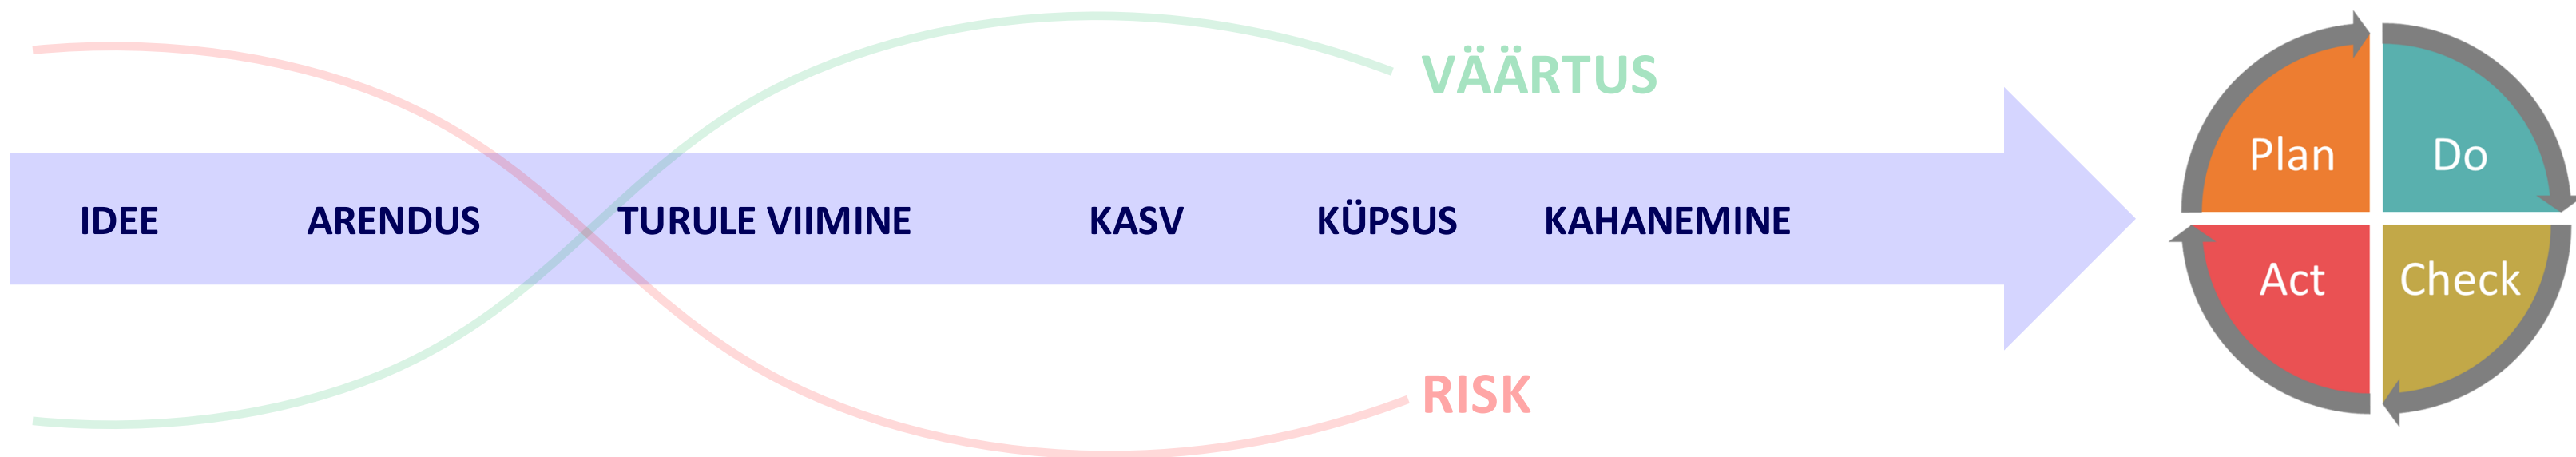 VÄÄRTUS
IDEE ARENDUS TURULE VIIMINE KASV KÜPSUS KAHANEMINE
RISK
Plan Do
Act Check